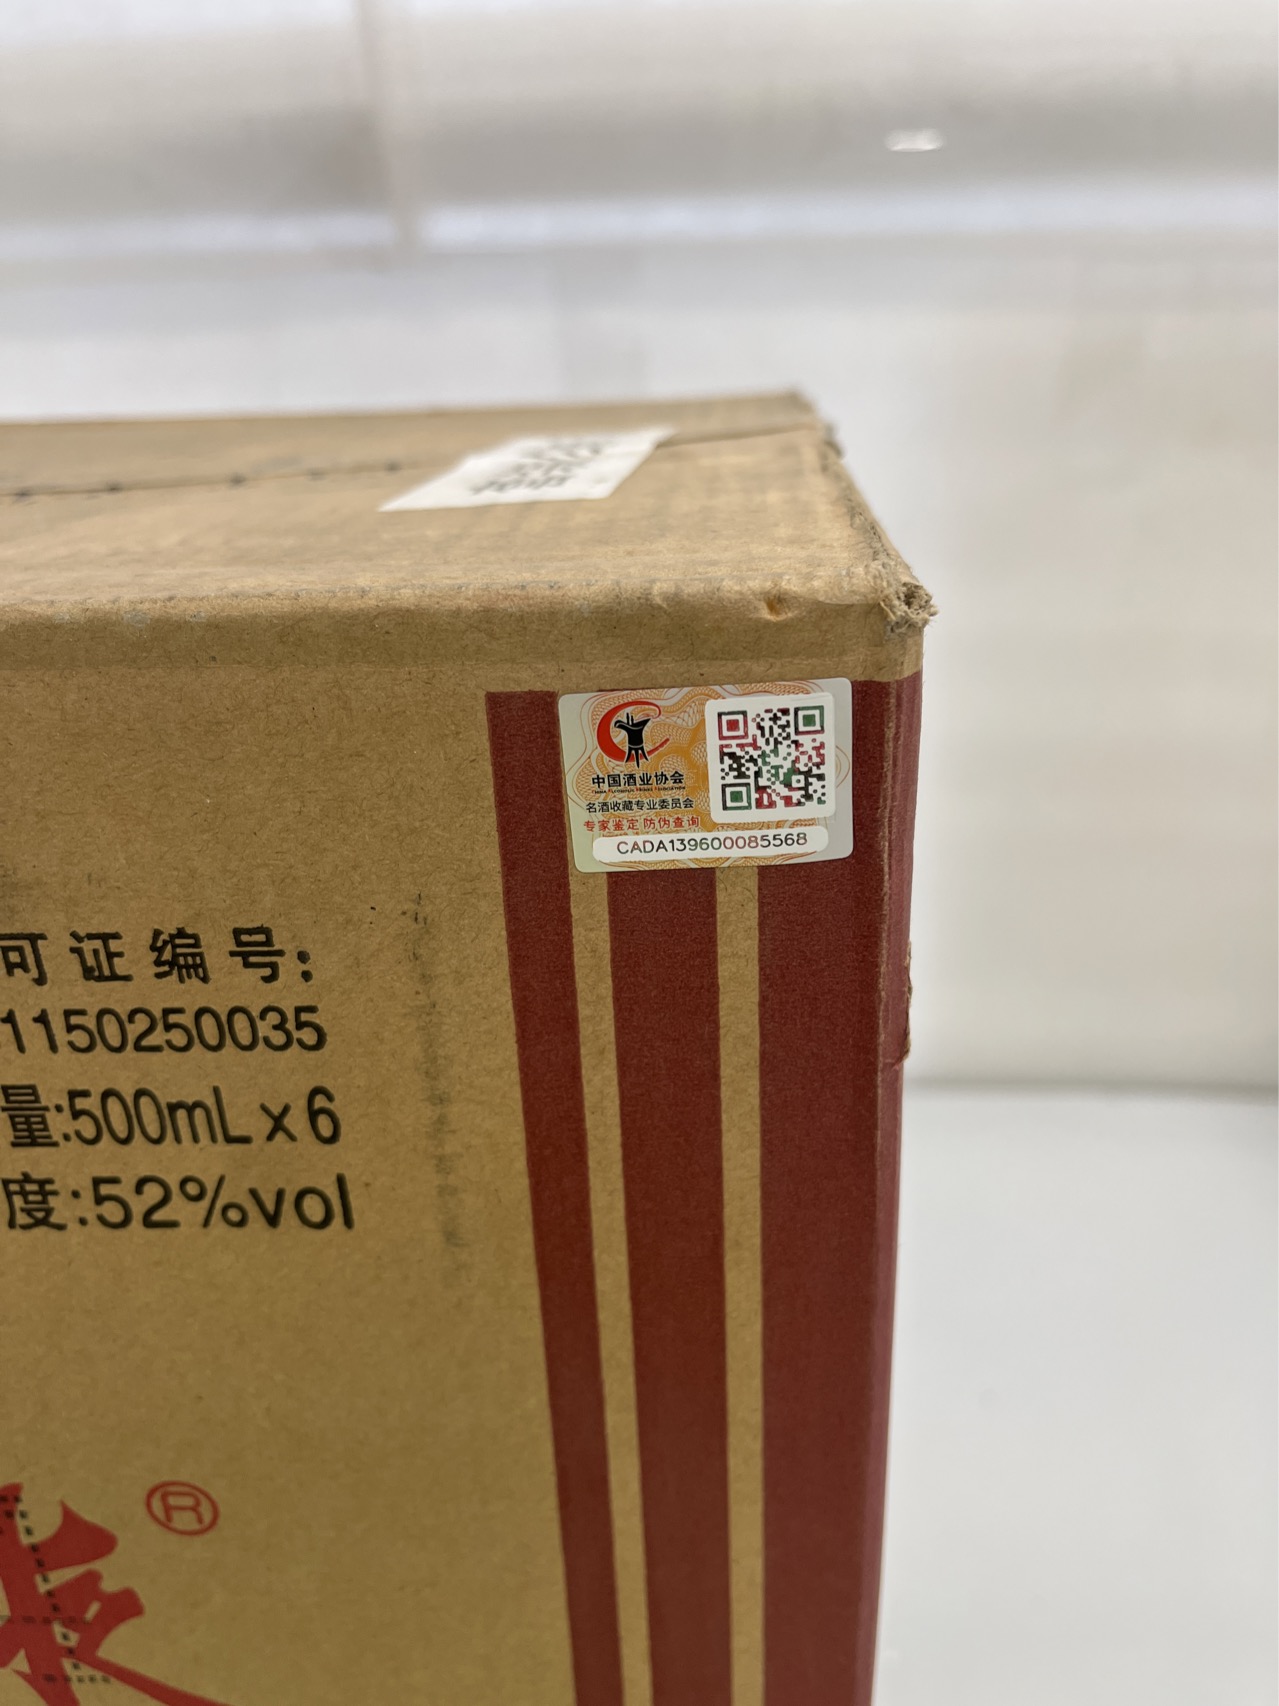 中国酒业协会
名酒收藏专业委员会
专家鉴定 防伪查询
CADA139600085568
可证编号:
1150250035
量:500mL×6
度:52%vol
®